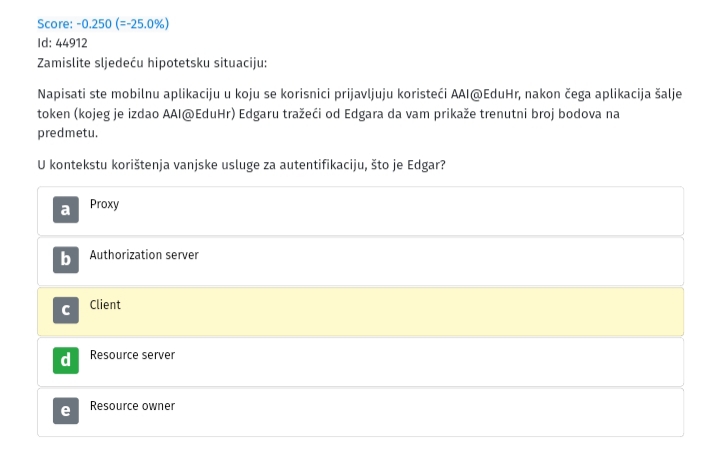 Score: -0.250 (=-25.0%)
Id: 44912
Zamislite sljedeću hipotetsku situaciju:
Napisati ste mobilnu aplikaciju u koju se korisnici prijavljuju koristeći AAI@EduHr, nakon čega aplikacija šalje
token (kojeg je izdao AAI@EduHr) Edgaru tražeći od Edgara da vam prikaže trenutni broj bodova na
predmetu.
U kontekstu korištenja vanjske usluge za autentifikaciju, što je Edgar?
a Proxy
b Authorization server
c Client
d Resource server
e Resource owner